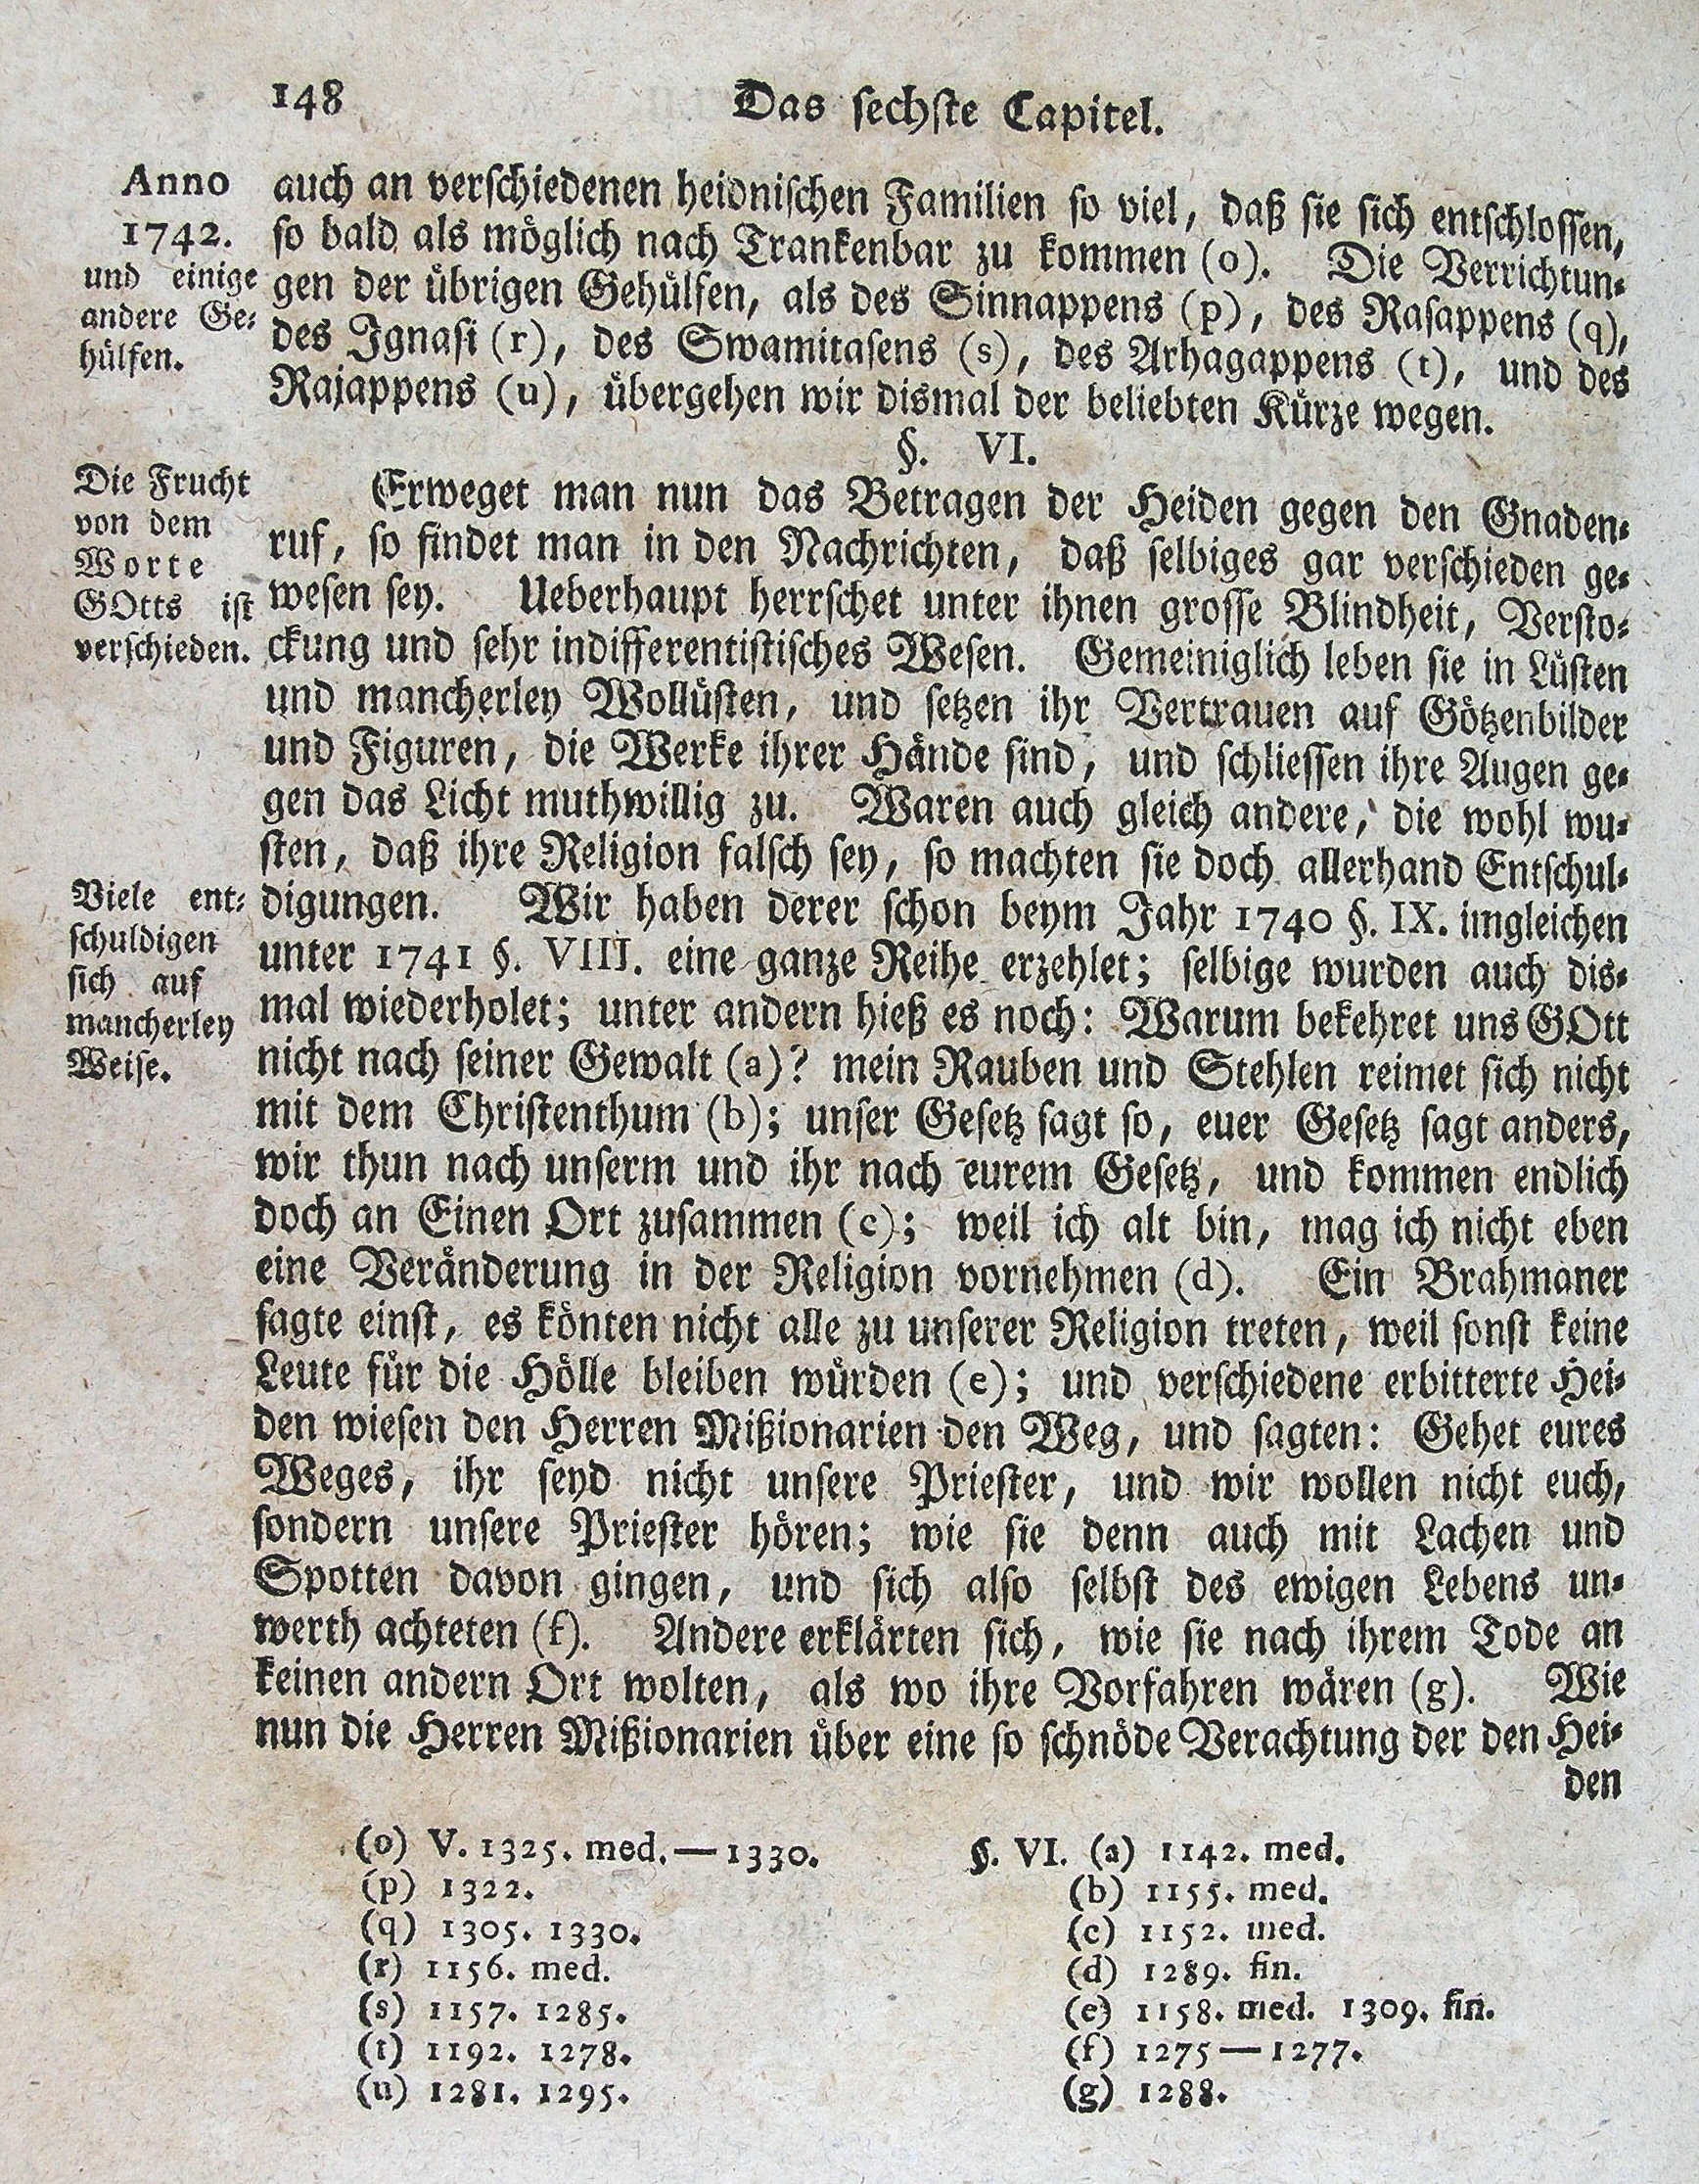 148
Das sechste Capitel.
Anno
1742.
und einige
andere Ge-
hülfen.
auch an verschiedenen heidnischen Familien so viel, daß sie sich entschlossen,
so bald als möglich nach Trankenbar zu kommen (o). Die Verrichtun-
gen der übrigen Gehülfen, als des Sinnappens (p), des Rasappens (q),
des Ignasi (r), des Swamitasens (s), des Arhagappens (t), und des
Rajappens (u), übergehen wir dismal der beliebten Kürze wegen.
§. VI.
Die Frucht
von dem
Worte
GOtts ist
verschieden.
Erweget man nun das Betragen der Heiden gegen den Gnaden-
ruf, so findet man in den Nachrichten, daß selbiges gar verschieden ge-
wesen sey. Ueberhaupt herrschet unter ihnen grosse Blindheit, Versto-
ckung und sehr indifferentistisches Wesen. Gemeiniglich leben sie in Lüsten
und mancherley Wollüsten, und setzen ihr Vertrauen auf Götzenbilder
und Figuren, die Werke ihrer Hände sind, und schliessen ihre Augen ge-
gen das Licht muthwillig zu. Waren auch gleich andere, die wohl wu-
sten, daß ihre Religion falsch sey, so machten sie doch allerhand Entschul-
Viele ent-
schuldigen
sich auf
mancherley
Weise.
digungen. Wir haben derer schon beym Jahr 1740 §. IX. imgleichen
unter 1741 §. VIII. eine ganze Reihe erzehlet; selbige wurden auch dis-
mal wiederholet; unter andern hieß es noch: Warum bekehret uns GOtt
nicht nach seiner Gewalt (a)? mein Rauben und Stehlen reimet sich nicht
mit dem Christenthum (b); unser Gesetz sagt so, euer Gesetz sagt anders,
wir thun nach unserm und ihr nach eurem Gesetz, und kommen endlich
doch an Einen Ort zusammen (c); weil ich alt bin, mag ich nicht eben
eine Veränderung in der Religion vornehmen (d). Ein Brahmaner
sagte einst, es könten nicht alle zu unserer Religion treten, weil sonst keine
Leute für die Hölle bleiben würden (e); und verschiedene erbitterte Hei-
den wiesen den Herren Mißionarien den Weg, und sagten: Gehet eures
Weges, ihr seyd nicht unsere Priester, und wir wollen nicht euch,
sondern unsere Priester hören; wie sie denn auch mit Lachen und
Spotten davon gingen, und sich also selbst des ewigen Lebens un-
werth achteten (f). Andere erklärten sich, wie sie nach ihrem Tode an
keinen andern Ort wolten, als wo ihre Vorfahren wären (g). Wie
nun die Herren Mißionarien über eine so schnöde Verachtung der den Hei-
den
(o) V. 1325. med. — 1330.
(p) 1322.
(q) 1305. 1330.
(r) 1156. med.
(s) 1157. 1285.
(t) 1192. 1278.
(u) 1281. 1295.
§. VI. (a) 1142. med.
(b) 1155. med.
(c) 1152. med.
(d) 1289. fin.
(e) 1158. med. 1309. fin.
(f) 1275 — 1277.
(g) 1288.